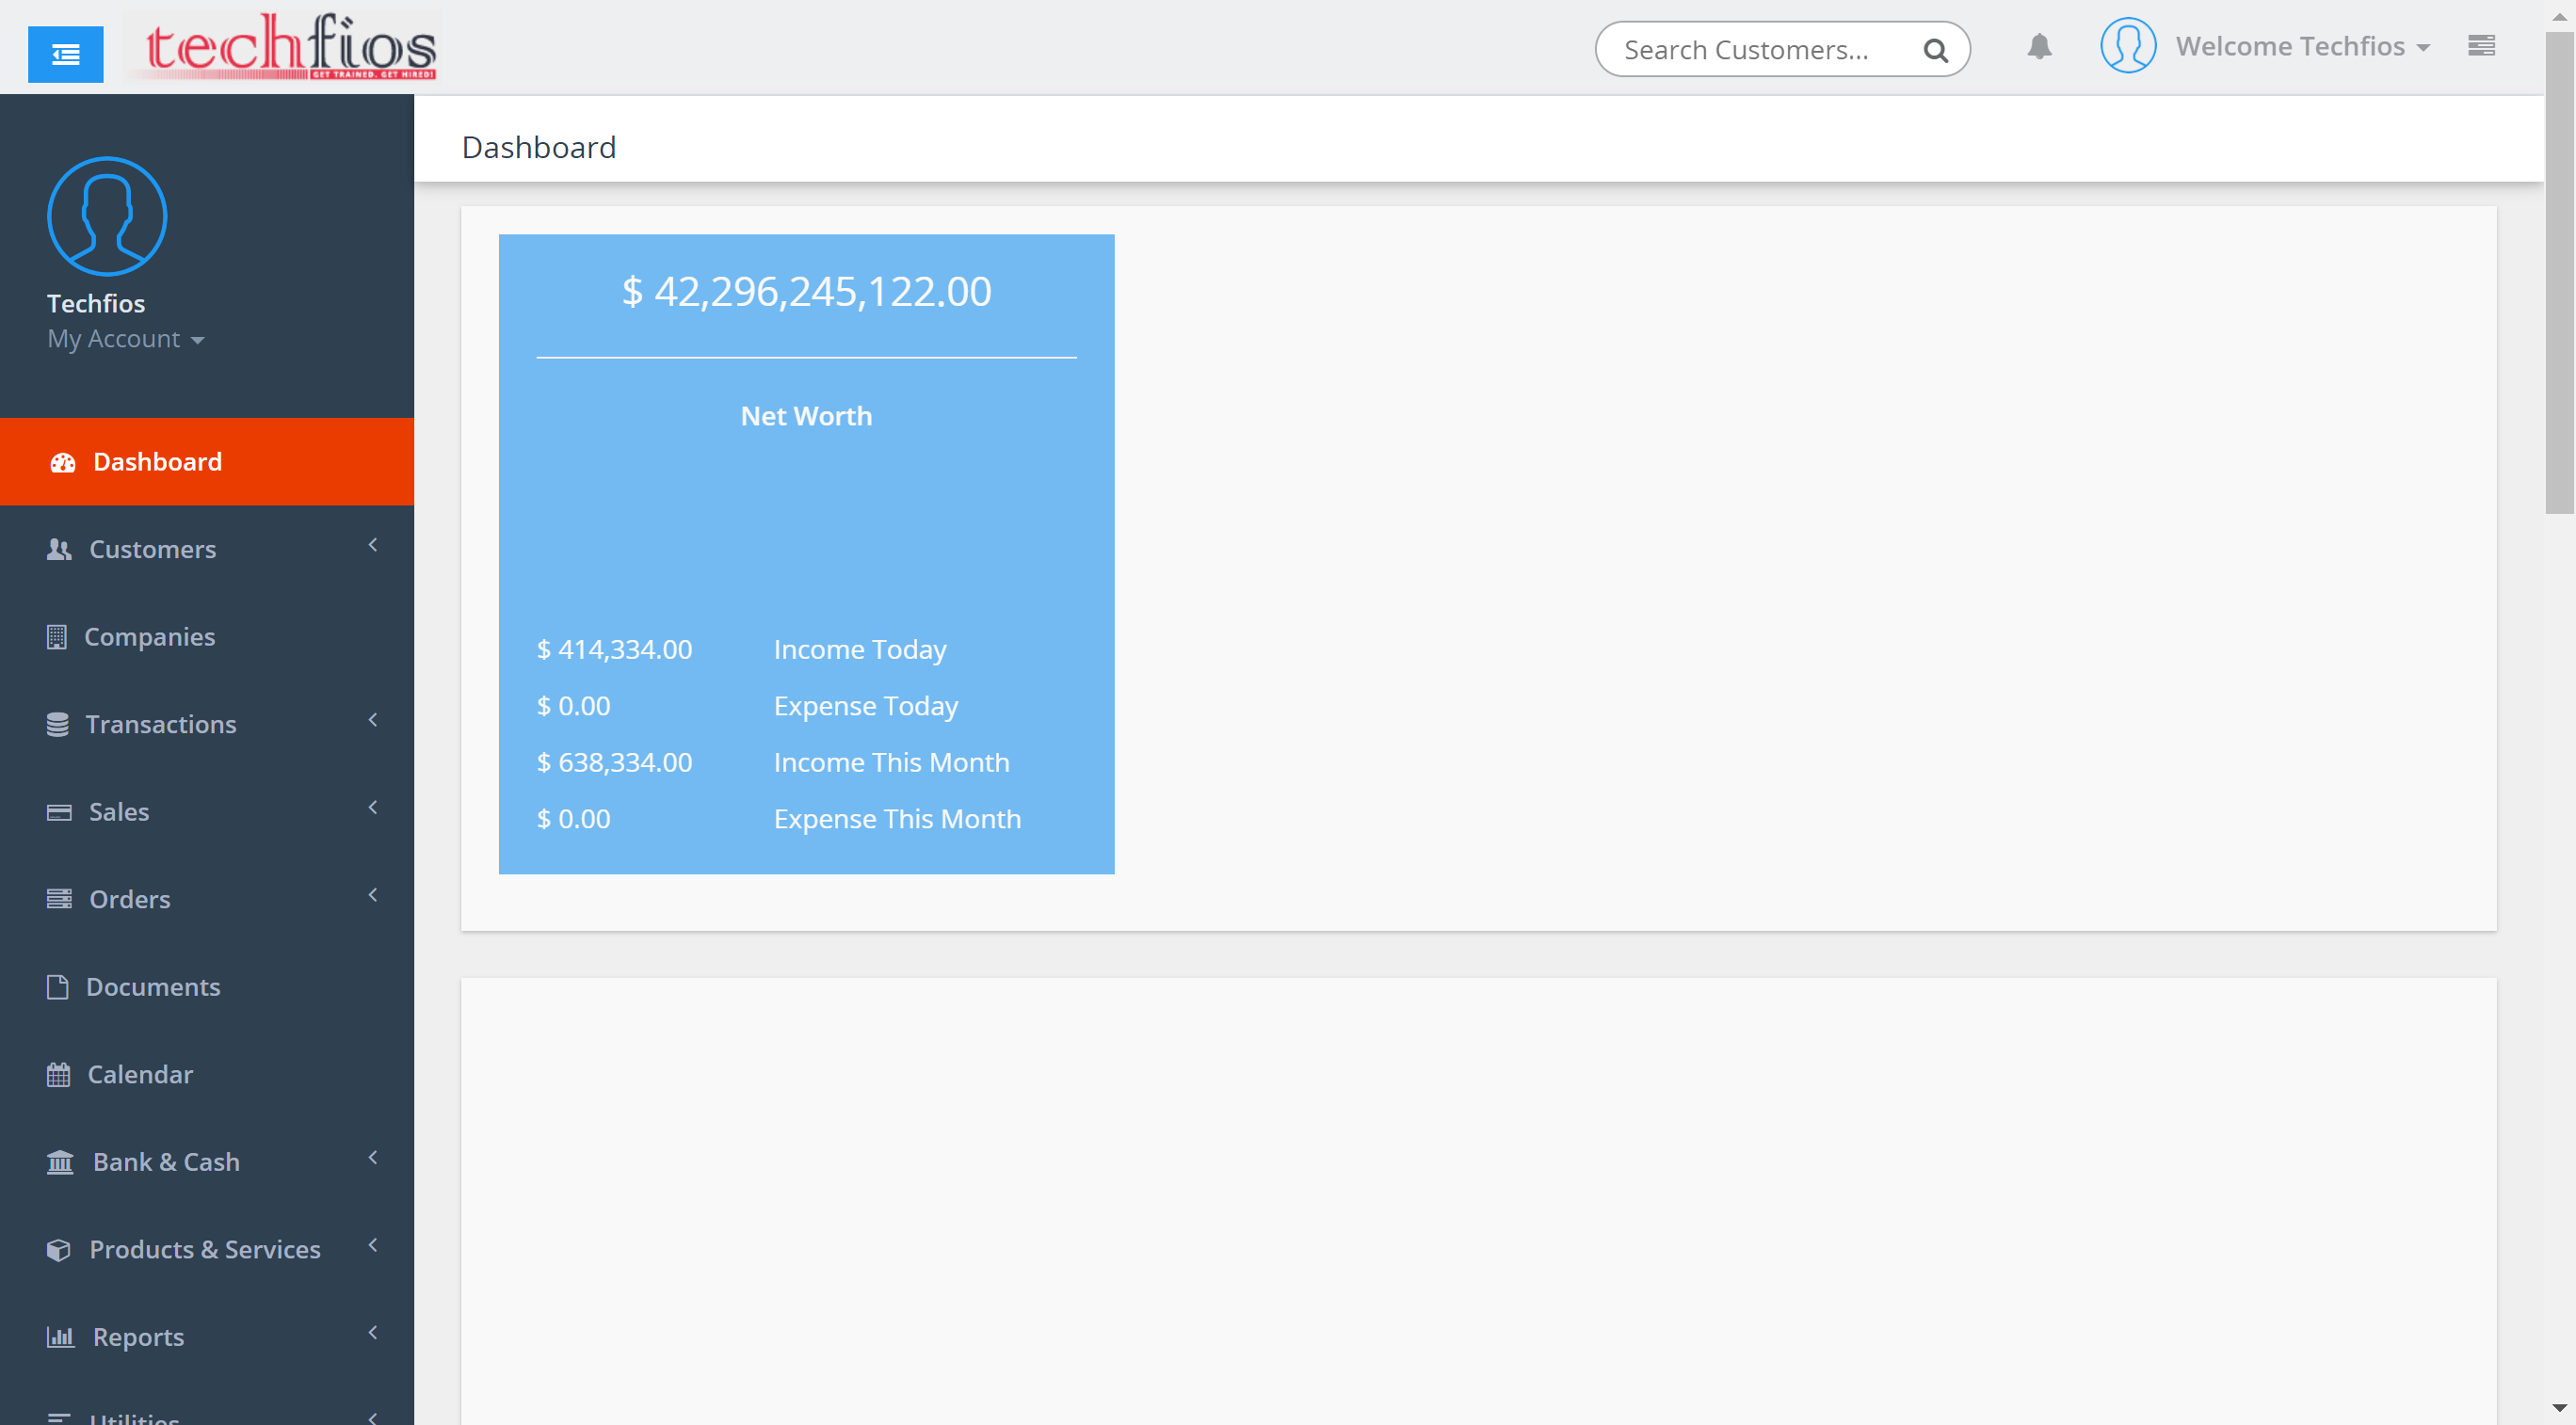 techfios
GET TRAINED. GET HIRED!
Search Customers...
Welcome Techfios
Techfios
My Account
Dashboard
Customers
Companies
Transactions
Sales
Orders
Documents
Calendar
Bank & Cash
Products & Services
Reports
Utilities
Dashboard
$ 42,296,245,122.00
Net Worth
$ 414,334.00 Income Today
$ 0.00 Expense Today
$ 638,334.00 Income This Month
$ 0.00 Expense This Month